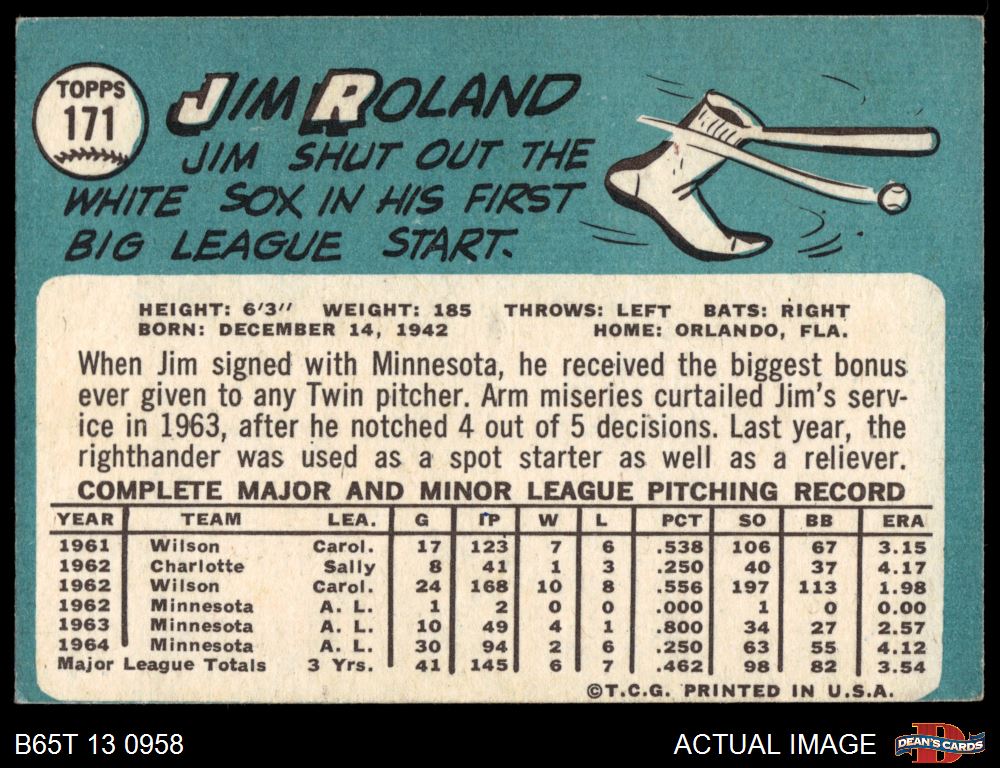 TOPPS
171
JIM ROLAND
JIM SHUT OUT THE
WHITE SOX IN HIS FIRST
BIG LEAGUE START.
HEIGHT: 6'3" WEIGHT: 185 THROWS: LEFT BATS: RIGHT
BORN: DECEMBER 14, 1942 HOME: ORLANDO, FLA.
When Jim signed with Minnesota, he received the biggest bonus
ever given to any Twin pitcher. Arm miseries curtailed Jim's serv-
ice in 1963, after he notched 4 out of 5 decisions. Last year, the
righthander was used as a spot starter as well as a reliever.
COMPLETE MAJOR AND MINOR LEAGUE PITCHING RECORD
YEAR TEAM LEA. G IP W L PCT SO BB ERA
1961 Wilson Carol. 17 123 7 6 .538 106 67 3.15
1962 Charlotte Sally 8 41 1 3 .250 40 37 4.17
1962 Wilson Carol. 24 168 10 8 .556 197 113 1.98
1962 Minnesota A. L. 1 2 0 0 .000 1 0 0.00
1963 Minnesota A. L. 10 49 4 1 .800 34 27 2.57
1964 Minnesota A. L. 30 94 2 6 .250 63 55 4.12
Major League Totals 3 Yrs. 41 145 6 7 .462 98 82 3.54
©T.C.G. PRINTED IN U.S.A.
B65T 13 0958
ACTUAL IMAGE
D
DEAN'S CARDS